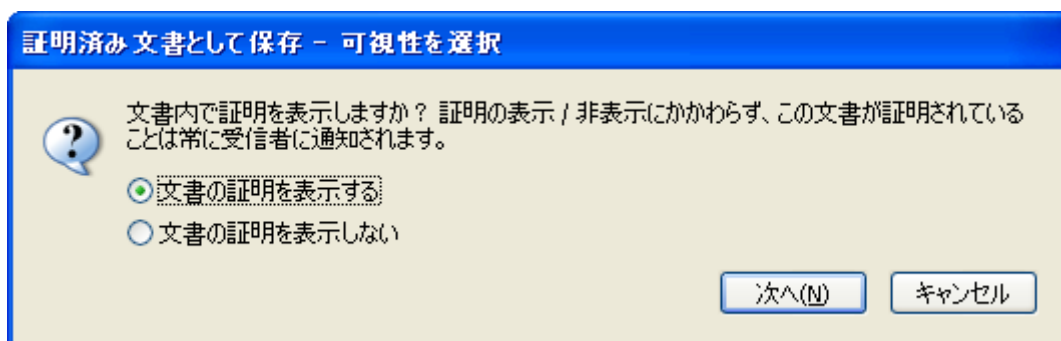 証明済み文書として保存 - 可視性を選択
文書内で証明を表示しますか？ 証明の表示 / 非表示にかかわらず、この文書が証明されている
ことは常に受信者に通知されます。
文書の証明を表示する
文書の証明を表示しない
次へ(N) キャンセル